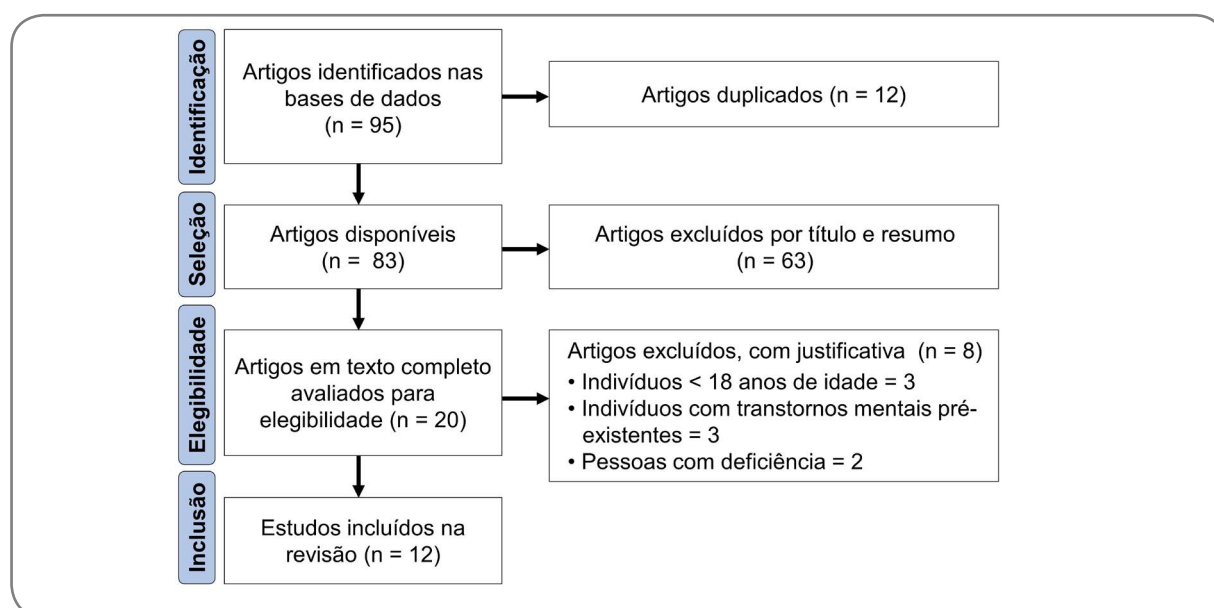 Identificação
Artigos identificados nas
bases de dados
(n = 95)
Artigos duplicados (n = 12)
Seleção
Artigos disponíveis
(n = 83)
Artigos excluídos por título e resumo
(n = 63)
Elegibilidade
Artigos em texto completo
avaliados para
elegibilidade (n = 20)
Artigos excluídos, com justificativa (n = 8)
• Indivíduos < 18 anos de idade = 3
• Indivíduos com transtornos mentais pré-
existentes = 3
• Pessoas com deficiência = 2
Inclusão
Estudos incluídos na
revisão (n = 12)